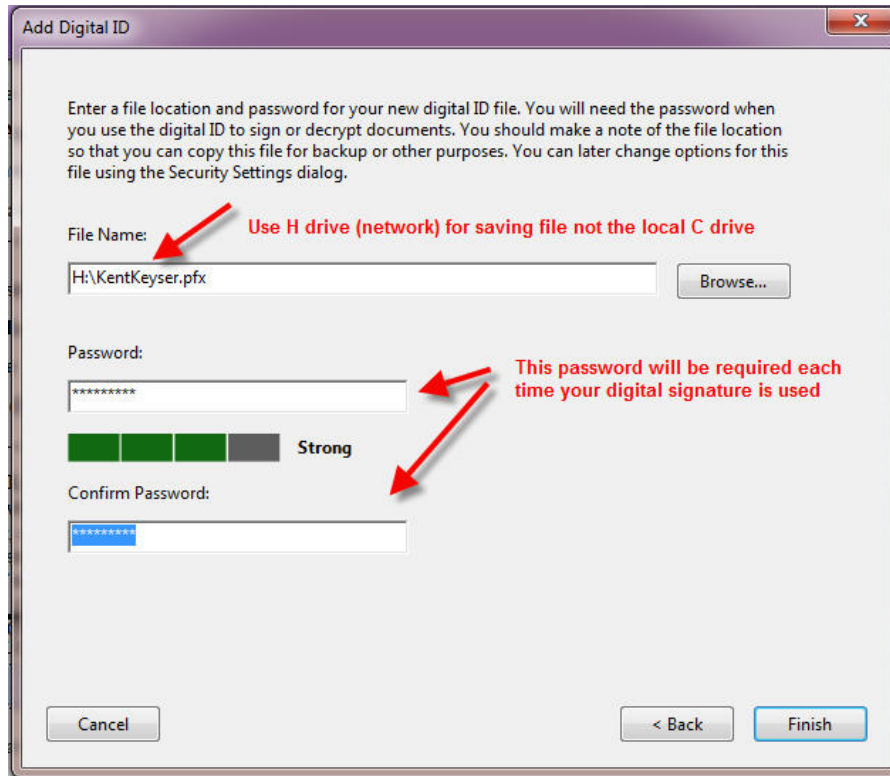 Add Digital ID
Enter a file location and password for your new digital ID file. You will need the password when
you use the digital ID to sign or decrypt documents. You should make a note of the file location
so that you can copy this file for backup or other purposes. You can later change options for this
file using the Security Settings dialog.
Use H drive (network) for saving file not the local C drive
File Name:
H:\KentKeyser.pfx
Browse...
Password:
This password will be required each
time your digital signature is used
*********
Strong
Confirm Password:
*********
Cancel
< Back
Finish